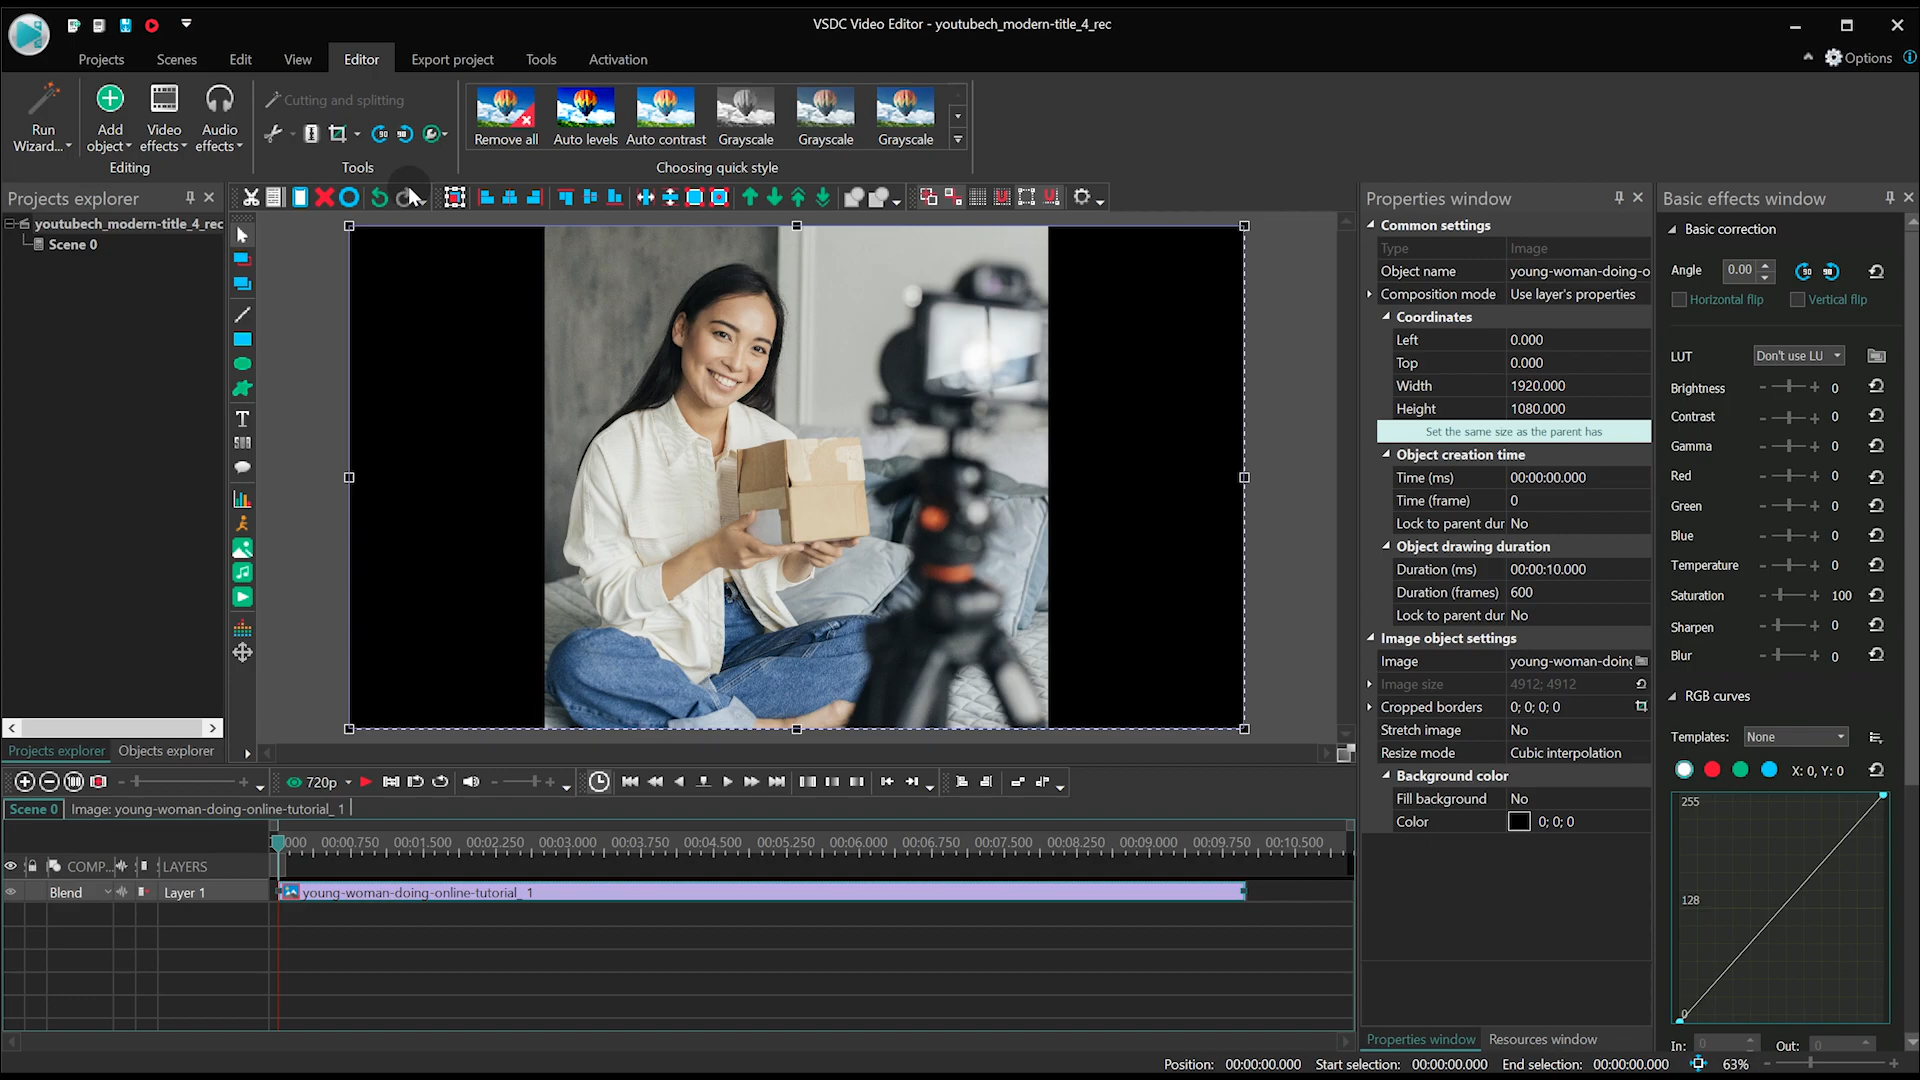 VSDC Video Editor - youtubech_modern-title_4_rec
Projects
Scenes
Edit
View
Editor
Export project
Tools
Activation
Options
Run
Wizard...
Add
object
Video
effects
Audio
effects
Editing
Cutting and splitting
Tools
Remove all
Auto levels
Auto contrast
Grayscale
Grayscale
Grayscale
Choosing quick style
Projects explorer
youtubech_modern-title_4_rec
Scene 0
Projects explorer
Objects explorer
Properties window
Common settings
Type Image
Object name young-woman-doing-o
Composition mode Use layer's properties
Coordinates
Left 0.000
Top 0.000
Width 1920.000
Height 1080.000
Set the same size as the parent has
Object creation time
Time (ms) 00:00:00.000
Time (frame) 0
Lock to parent dur No
Object drawing duration
Duration (ms) 00:00:10.000
Duration (frames) 600
Lock to parent dur No
Image object settings
Image young-woman-doing
Image size 4912; 4912
Cropped borders 0; 0; 0; 0
Stretch image No
Resize mode Cubic interpolation
Background color
Fill background No
Color 0; 0; 0
Properties window
Resources window
Basic effects window
Basic correction
Angle 0.00 90 90
Horizontal flip Vertical flip
LUT Don't use LU
Brightness - + 0
Contrast - + 0
Gamma - + 0
Red - + 0
Green - + 0
Blue - + 0
Temperature - + 0
Saturation - + 100
Sharpen - + 0
Blur - + 0
RGB curves
Templates: None
X: 0, Y: 0
255
128
0
In: 0 Out: 0
T
SUB
720p
Scene 0
Image: young-woman-doing-online-tutorial_ 1
000 00:00.750 00:01.500 00:02.250 00:03.000 00:03.750 00:04.500 00:05.250 00:06.000 00:06.750 00:07.500 00:08.250 00:09.000 00:09.750 00:10.500
COMP... LAYERS
Blend Layer 1
young-woman-doing-online-tutorial_ 1
Position: 00:00:00.000 Start selection: 00:00:00.000 End selection: 00:00:00.000 63%